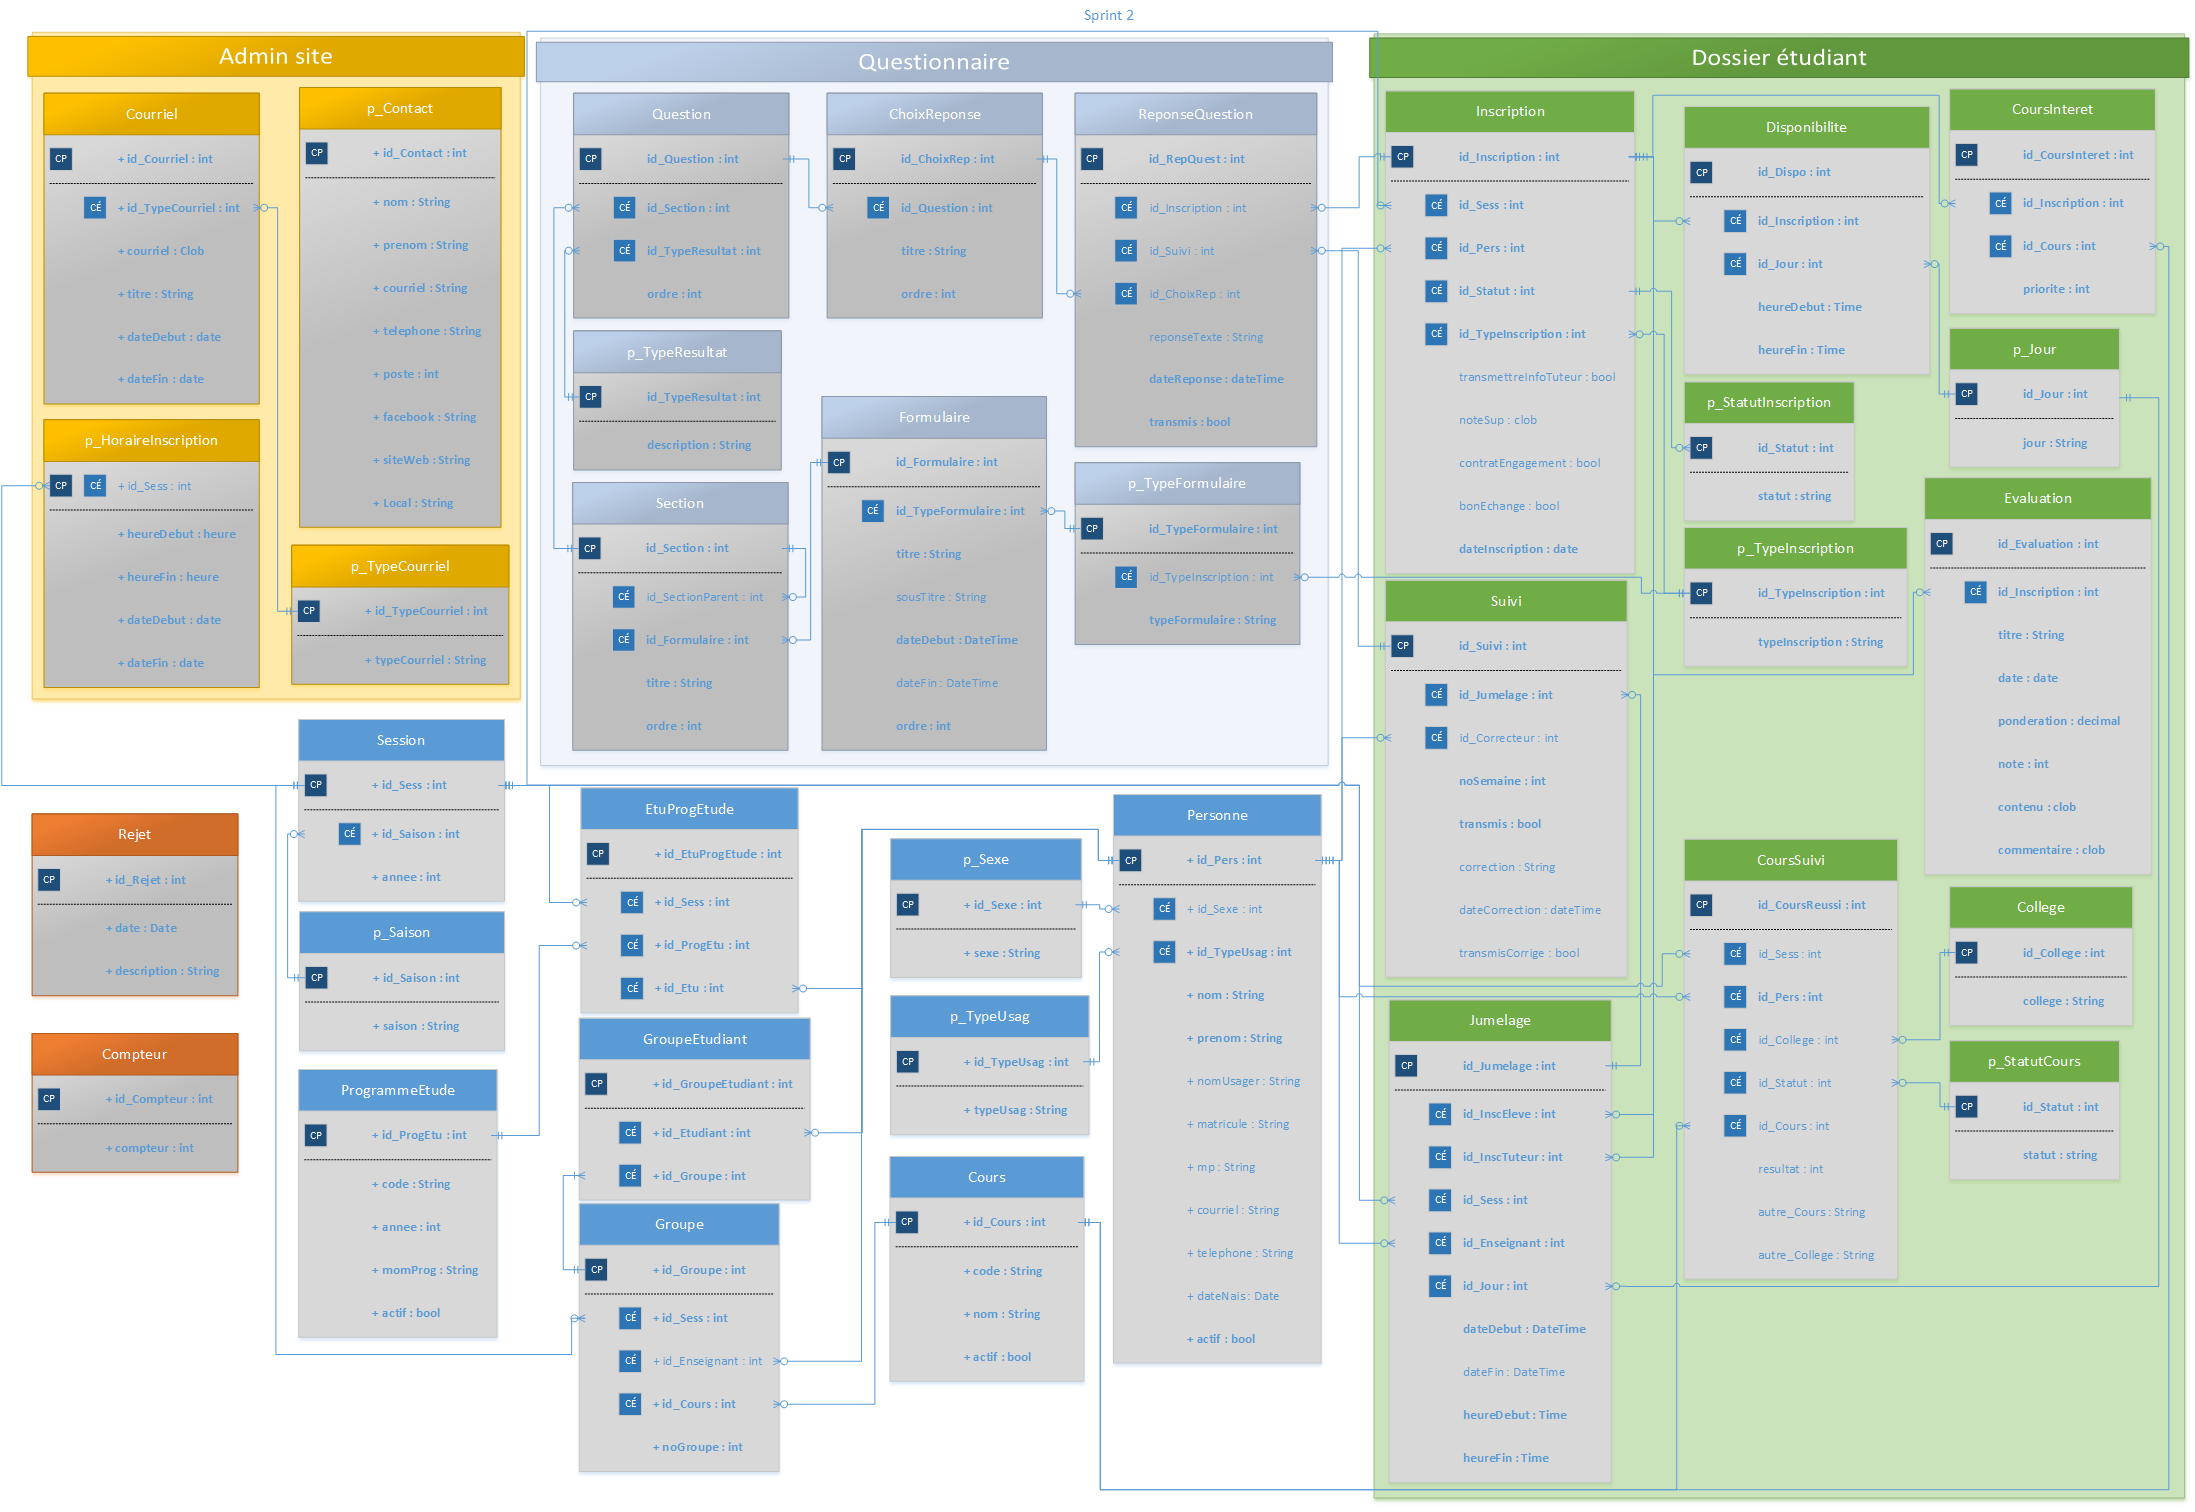 Sprint 2
Admin site
Courriel
CP + id_Courriel : int
CÉ + id_TypeCourriel : int
+ courriel : Clob
+ titre : String
+ dateDebut : date
+ dateFin : date
p_Contact
CP + id_Contact : int
+ nom : String
+ prenom : String
+ courriel : String
+ telephone : String
+ poste : int
+ facebook : String
+ siteWeb : String
+ Local : String
p_HoraireInscription
CP CÉ + id_Sess : int
+ heureDebut : heure
+ heureFin : heure
+ dateDebut : date
+ dateFin : date
p_TypeCourriel
CP + id_TypeCourriel : int
+ typeCourriel : String
Questionnaire
Question
CP id_Question : int
CÉ id_Section : int
CÉ id_TypeResultat : int
ordre : int
ChoixReponse
CP id_ChoixRep : int
CÉ id_Question : int
titre : String
ordre : int
ReponseQuestion
CP id_RepQuest : int
CÉ id_Inscription : int
CÉ id_Suivi : int
CÉ id_ChoixRep : int
reponseTexte : String
dateReponse : dateTime
transmis : bool
p_TypeResultat
CP id_TypeResultat : int
description : String
Formulaire
CP id_Formulaire : int
CÉ id_TypeFormulaire : int
titre : String
sousTitre : String
dateDebut : DateTime
dateFin : DateTime
ordre : int
p_TypeFormulaire
CP id_TypeFormulaire : int
CÉ id_TypeInscription : int
typeFormulaire : String
Section
CP id_Section : int
CÉ id_SectionParent : int
CÉ id_Formulaire : int
titre : String
ordre : int
Dossier étudiant
Inscription
CP id_Inscription : int
CÉ id_Sess : int
CÉ id_Pers : int
CÉ id_Statut : int
CÉ id_TypeInscription : int
transmettreInfoTuteur : bool
noteSup : clob
contratEngagement : bool
bonEchange : bool
dateInscription : date
Disponibilite
CP id_Dispo : int
CÉ id_Inscription : int
CÉ id_Jour : int
heureDebut : Time
heureFin : Time
CoursInteret
CP id_CoursInteret : int
CÉ id_Inscription : int
CÉ id_Cours : int
priorite : int
p_Jour
CP id_Jour : int
jour : String
p_StatutInscription
CP id_Statut : int
statut : string
p_TypeInscription
CP id_TypeInscription : int
typeInscription : String
Evaluation
CP id_Evaluation : int
CÉ id_Inscription : int
titre : String
date : date
ponderation : decimal
note : int
contenu : clob
commentaire : clob
Suivi
CP id_Suivi : int
CÉ id_Jumelage : int
CÉ id_Correcteur : int
noSemaine : int
transmis : bool
correction : String
dateCorrection : dateTime
transmisCorrige : bool
CoursSuivi
CP id_CoursReussi : int
CÉ id_Sess : int
CÉ id_Pers : int
CÉ id_College : int
CÉ id_Statut : int
CÉ id_Cours : int
resultat : int
autre_Cours : String
autre_College : String
College
CP id_College : int
college : String
p_StatutCours
CP id_Statut : int
statut : string
Jumelage
CP id_Jumelage : int
CÉ id_InscEleve : int
CÉ id_InscTuteur : int
CÉ id_Sess : int
CÉ id_Enseignant : int
CÉ id_Jour : int
dateDebut : DateTime
dateFin : DateTime
heureDebut : Time
heureFin : Time
Session
CP + id_Sess : int
CÉ + id_Saison : int
+ annee : int
Rejet
CP + id_Rejet : int
+ date : Date
+ description : String
p_Saison
CP + id_Saison : int
+ saison : String
Compteur
CP + id_Compteur : int
+ compteur : int
ProgrammeEtude
CP + id_ProgEtu : int
+ code : String
+ annee : int
+ momProg : String
+ actif : bool
EtuProgEtude
CP + id_EtuProgEtude : int
CÉ + id_Sess : int
CÉ + id_ProgEtu : int
CÉ + id_Etu : int
GroupeEtudiant
CP + id_GroupeEtudiant : int
CÉ + id_Etudiant : int
CÉ + id_Groupe : int
Groupe
CP + id_Groupe : int
CÉ + id_Sess : int
CÉ + id_Enseignant : int
CÉ + id_Cours : int
+ noGroupe : int
p_Sexe
CP + id_Sexe : int
+ sexe : String
p_TypeUsag
CP + id_TypeUsag : int
+ typeUsag : String
Cours
CP + id_Cours : int
+ code : String
+ nom : String
+ actif : bool
Personne
CP + id_Pers : int
CÉ + id_Sexe : int
CÉ + id_TypeUsag : int
+ nom : String
+ prenom : String
+ nomUsager : String
+ matricule : String
+ mp : String
+ courriel : String
+ telephone : String
+ dateNais : Date
+ actif : bool